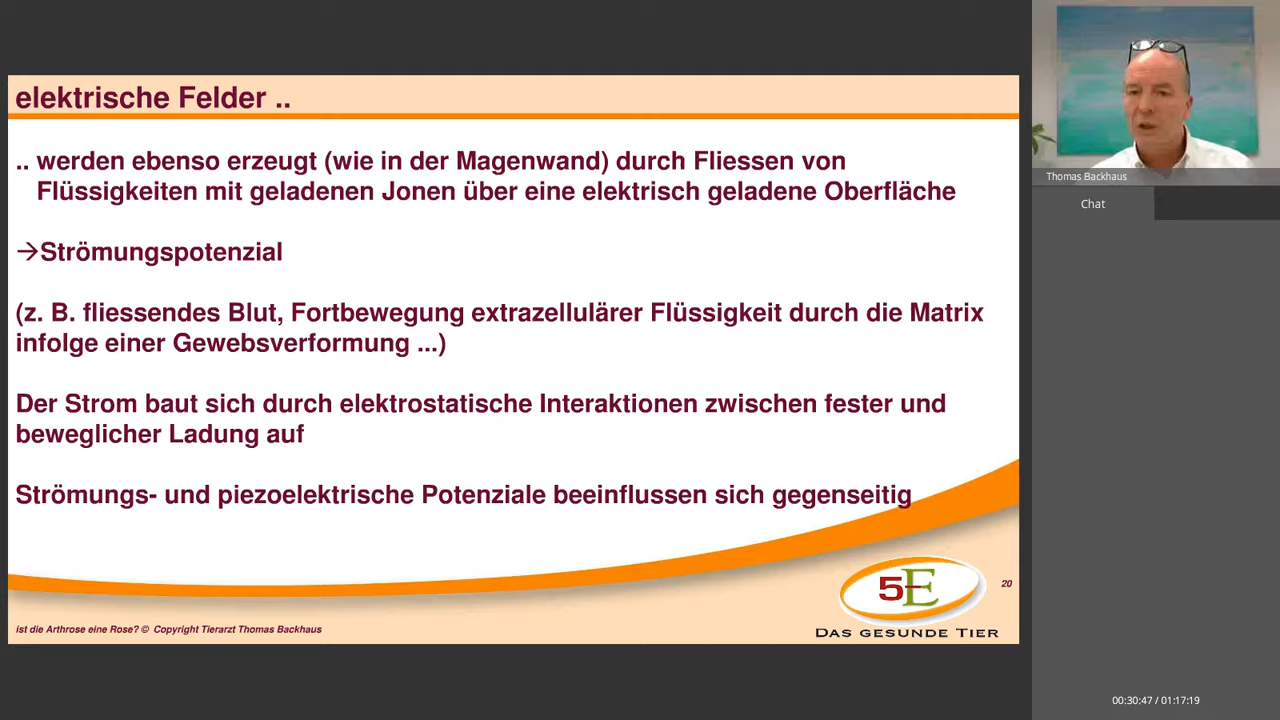 elektrische Felder ..
.. werden ebenso erzeugt (wie in der Magenwand) durch Fliessen von
Flüssigkeiten mit geladenen Jonen über eine elektrisch geladene Oberfläche
→Strömungspotenzial
(z. B. fliessendes Blut, Fortbewegung extrazellulärer Flüssigkeit durch die Matrix
infolge einer Gewebsverformung ...)
Der Strom baut sich durch elektrostatische Interaktionen zwischen fester und
beweglicher Ladung auf
Strömungs- und piezoelektrische Potenziale beeinflussen sich gegenseitig
5E
DAS GESUNDE TIER
20
ist die Arthrose eine Rose? © Copyright Tierarzt Thomas Backhaus
Thomas Backhaus
Chat
00:30:47 / 01:17:19